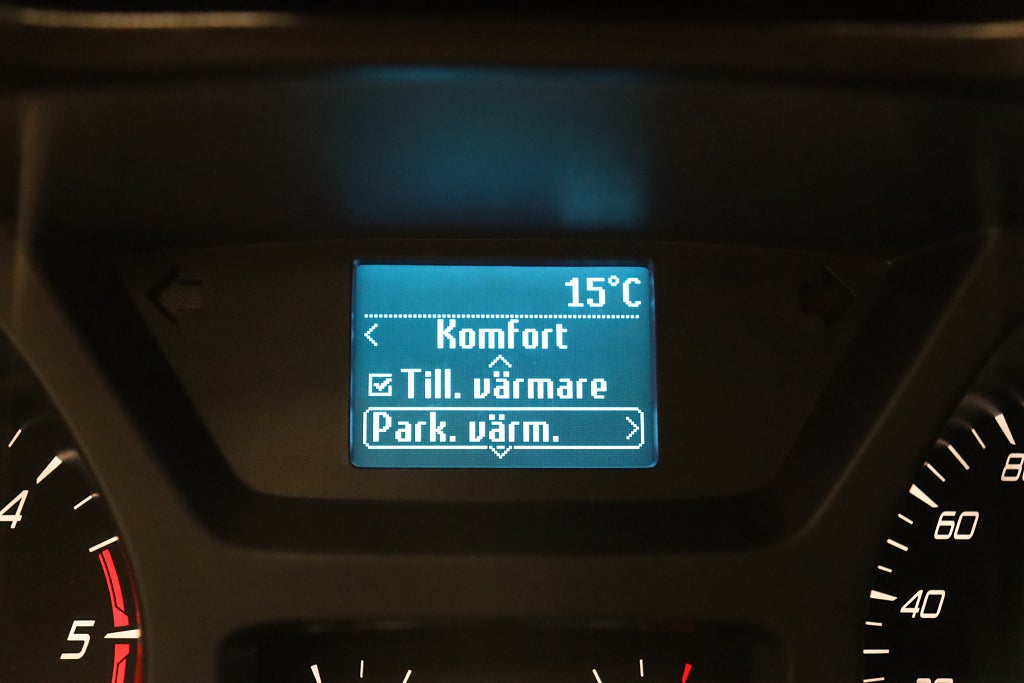 15°C
< Komfort
☑ Till. värmare
Park. värm. >
4
5
80
60
40